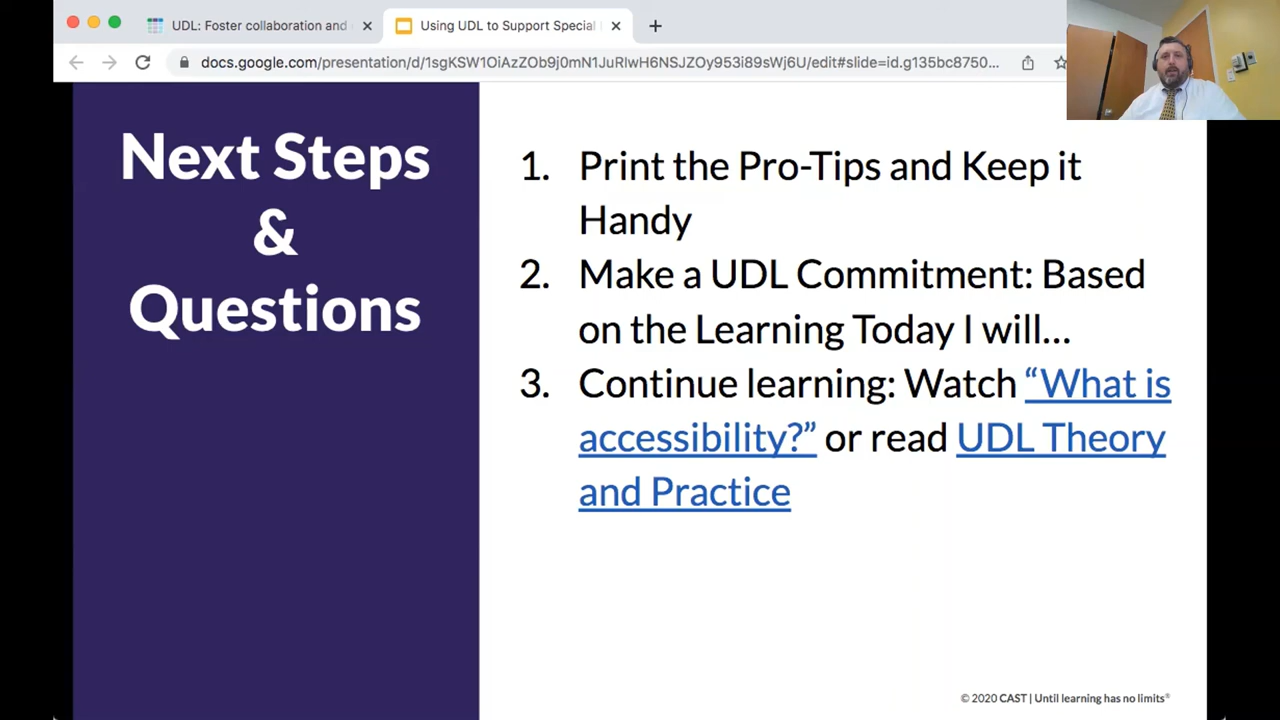 UDL: Foster collaboration and
Using UDL to Support Special
docs.google.com/presentation/d/1sgKSW1OiAzZOb9j0mN1JuRlwH6NSJZOy953i89sWj6U/edit#slide=id.g135bc8750...
Next Steps
&
Questions
1. Print the Pro-Tips and Keep it
Handy
2. Make a UDL Commitment: Based
on the Learning Today I will...
3. Continue learning: Watch “What is
accessibility?” or read UDL Theory
and Practice
© 2020 CAST | Until learning has no limits®